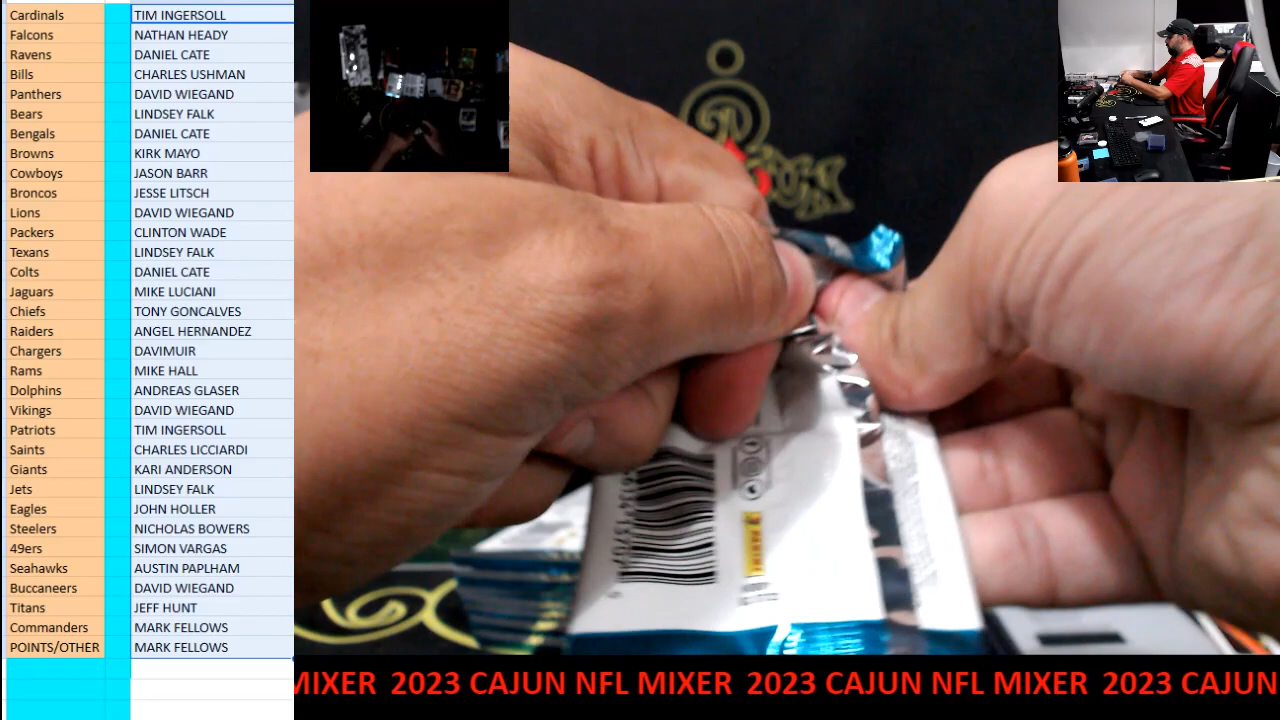 Cardinals TIM INGERSOLL
Falcons NATHAN HEADY
Ravens DANIEL CATE
Bills CHARLES USHMAN
Panthers DAVID WIEGAND
Bears LINDSEY FALK
Bengals DANIEL CATE
Browns KIRK MAYO
Cowboys JASON BARR
Broncos JESSE LITSCH
Lions DAVID WIEGAND
Packers CLINTON WADE
Texans LINDSEY FALK
Colts DANIEL CATE
Jaguars MIKE LUCIANI
Chiefs TONY GONCALVES
Raiders ANGEL HERNANDEZ
Chargers DAVIMUIR
Rams MIKE HALL
Dolphins ANDREAS GLASER
Vikings DAVID WIEGAND
Patriots TIM INGERSOLL
Saints CHARLES LICCIARDI
Giants KARI ANDERSON
Jets LINDSEY FALK
Eagles JOHN HOLLER
Steelers NICHOLAS BOWERS
49ers SIMON VARGAS
Seahawks AUSTIN PAPLHAM
Buccaneers DAVID WIEGAND
Titans JEFF HUNT
Commanders MARK FELLOWS
POINTS/OTHER MARK FELLOWS
PANINI
MIXER 2023 CAJUN NFL MIXER 2023 CAJUN NFL MIXER 2023 CAJUN